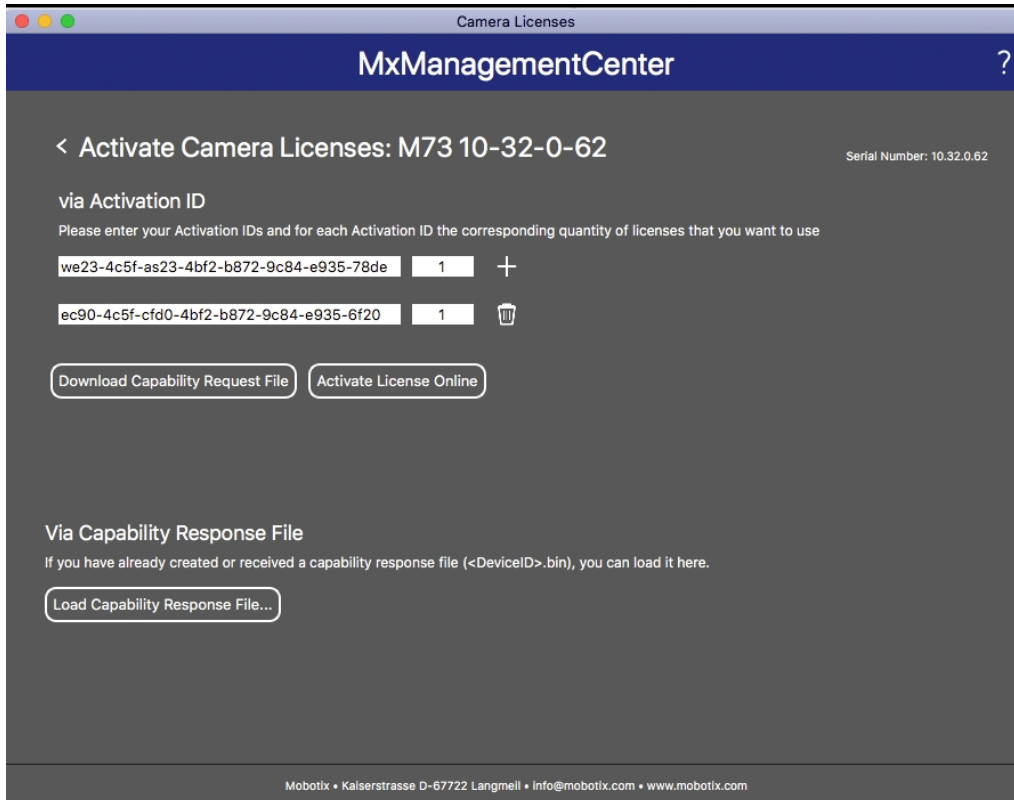 Camera Licenses
MxManagementCenter
?
< Activate Camera Licenses: M73 10-32-0-62
Serial Number: 10.32.0.62
via Activation ID
Please enter your Activation IDs and for each Activation ID the corresponding quantity of licenses that you want to use
we23-4c5f-as23-4bf2-b872-9c84-e935-78de 1 +
ec90-4c5f-cfd0-4bf2-b872-9c84-e935-6f20 1
Download Capability Request File Activate License Online
Via Capability Response File
If you have already created or received a capability response file (<DeviceID>.bin), you can load it here.
Load Capability Response File...
Mobotix • Kaiserstrasse D-67722 Langmeil • info@mobotix.com • www.mobotix.com